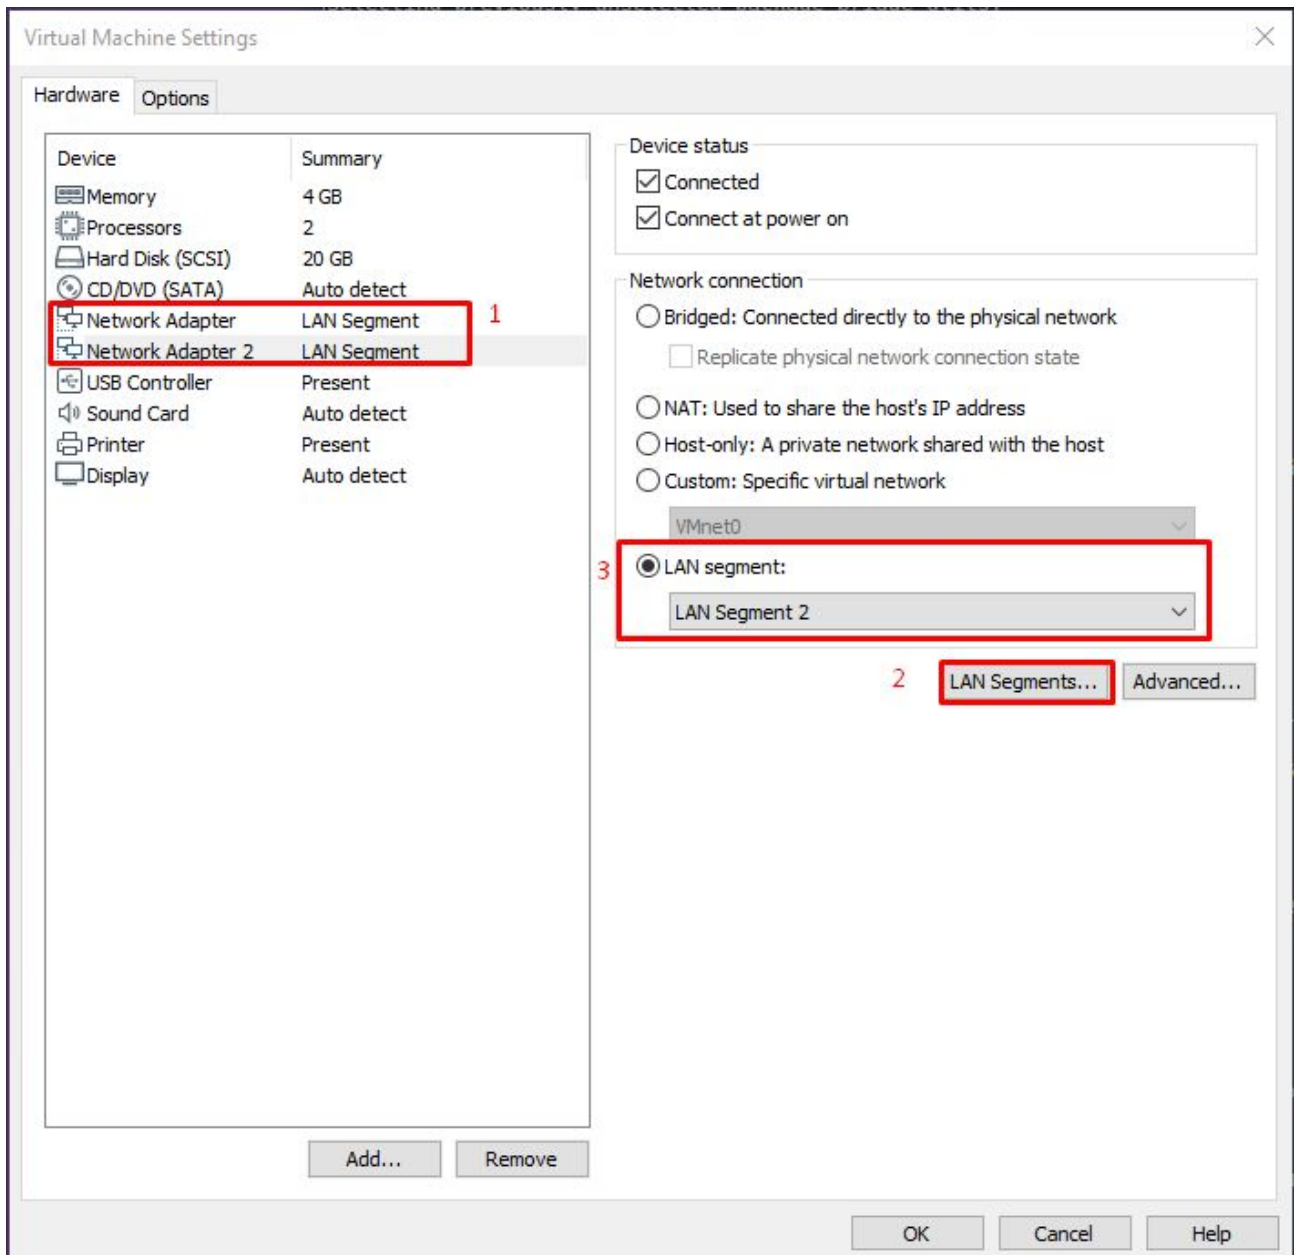 Virtual Machine Settings
Hardware Options
Device Summary
Memory 4 GB
Processors 2
Hard Disk (SCSI) 20 GB
CD/DVD (SATA) Auto detect
Network Adapter LAN Segment 1
Network Adapter 2 LAN Segment
USB Controller Present
Sound Card Auto detect
Printer Present
Display Auto detect
Add... Remove
Device status
Connected
Connect at power on
Network connection
Bridged: Connected directly to the physical network
Replicate physical network connection state
NAT: Used to share the host's IP address
Host-only: A private network shared with the host
Custom: Specific virtual network
VMnet0
3 LAN segment:
LAN Segment 2
2 LAN Segments... Advanced...
OK Cancel Help